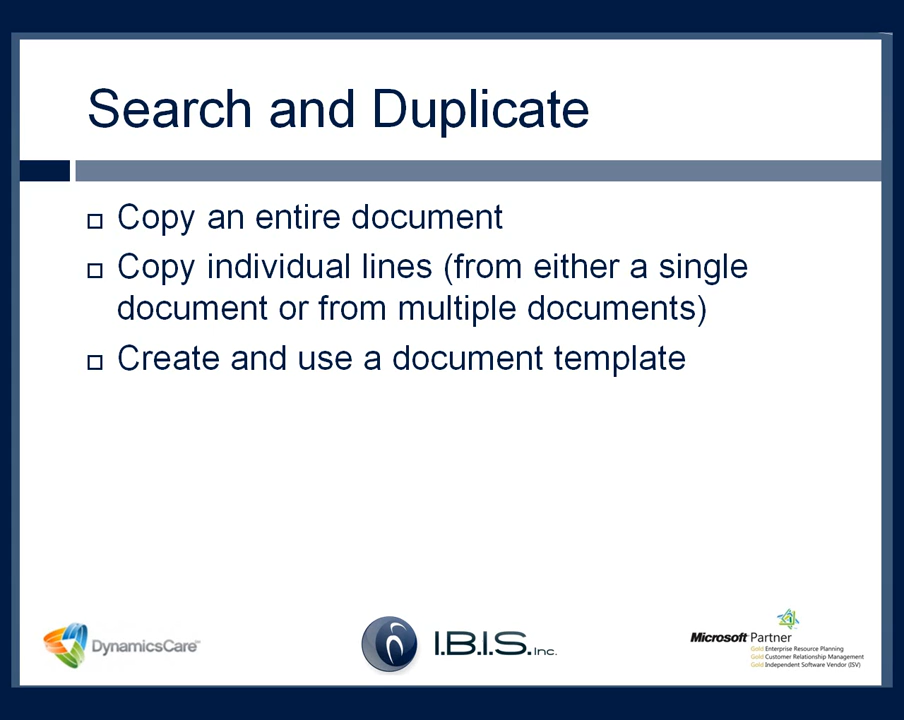 Search and Duplicate
Copy an entire document
Copy individual lines (from either a single
document or from multiple documents)
Create and use a document template
DynamicsCare™
I.B.I.S. Inc.
Microsoft Partner
Gold Enterprise Resource Planning
Gold Customer Relationship Management
Gold Independent Software Vendor (ISV)